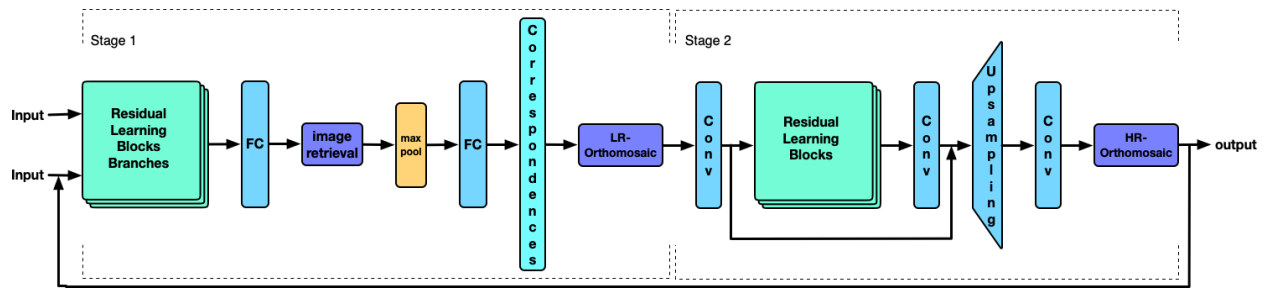 Stage 1
Stage 2
Input
Input
Residual
Learning
Blocks
Branches
FC
image
retrieval
max
pool
FC
Correspondences
LR-
Orthomosaic
Conv
Residual
Learning
Blocks
Conv
Upsampling
Conv
HR-
Orthomosaic
output